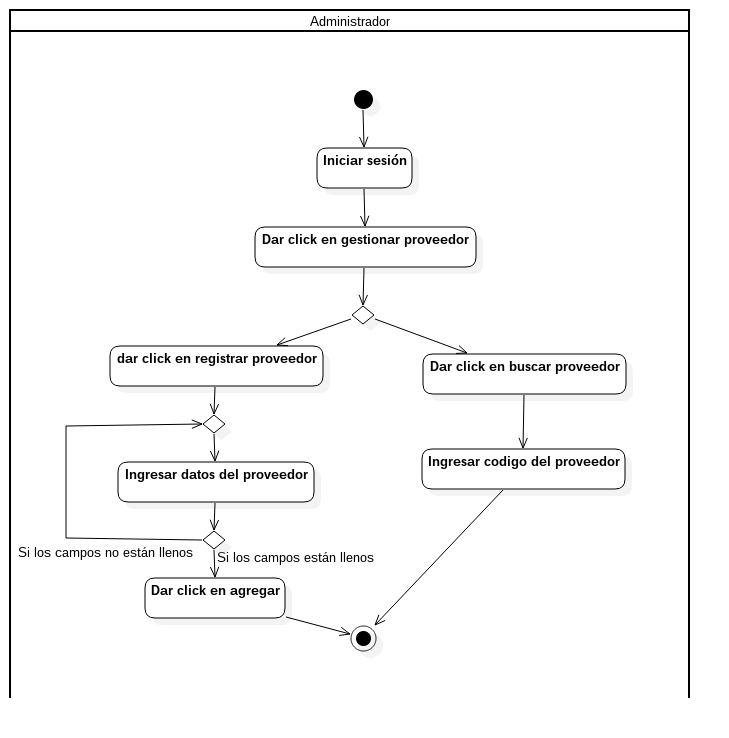 Administrador
Iniciar sesión
Dar click en gestionar proveedor
dar click en registrar proveedor
Dar click en buscar proveedor
Ingresar datos del proveedor
Ingresar codigo del proveedor
Si los campos no están llenos
Si los campos están llenos
Dar click en agregar